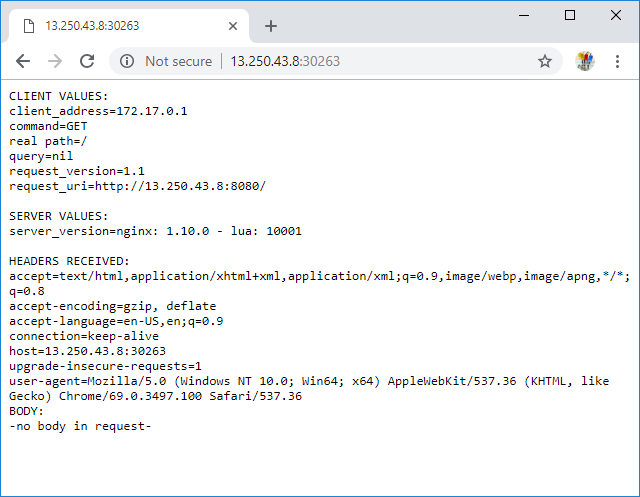 13.250.43.8:30263
Not secure | 13.250.43.8:30263
CLIENT VALUES:
client_address=172.17.0.1
command=GET
real path=/
query=nil
request_version=1.1
request_uri=http://13.250.43.8:8080/
SERVER VALUES:
server_version=nginx: 1.10.0 - lua: 10001
HEADERS RECEIVED:
accept=text/html,application/xhtml+xml,application/xml;q=0.9,image/webp,image/apng,*/*;
q=0.8
accept-encoding=gzip, deflate
accept-language=en-US,en;q=0.9
connection=keep-alive
host=13.250.43.8:30263
upgrade-insecure-requests=1
user-agent=Mozilla/5.0 (Windows NT 10.0; Win64; x64) AppleWebKit/537.36 (KHTML, like
Gecko) Chrome/69.0.3497.100 Safari/537.36
BODY:
-no body in request-